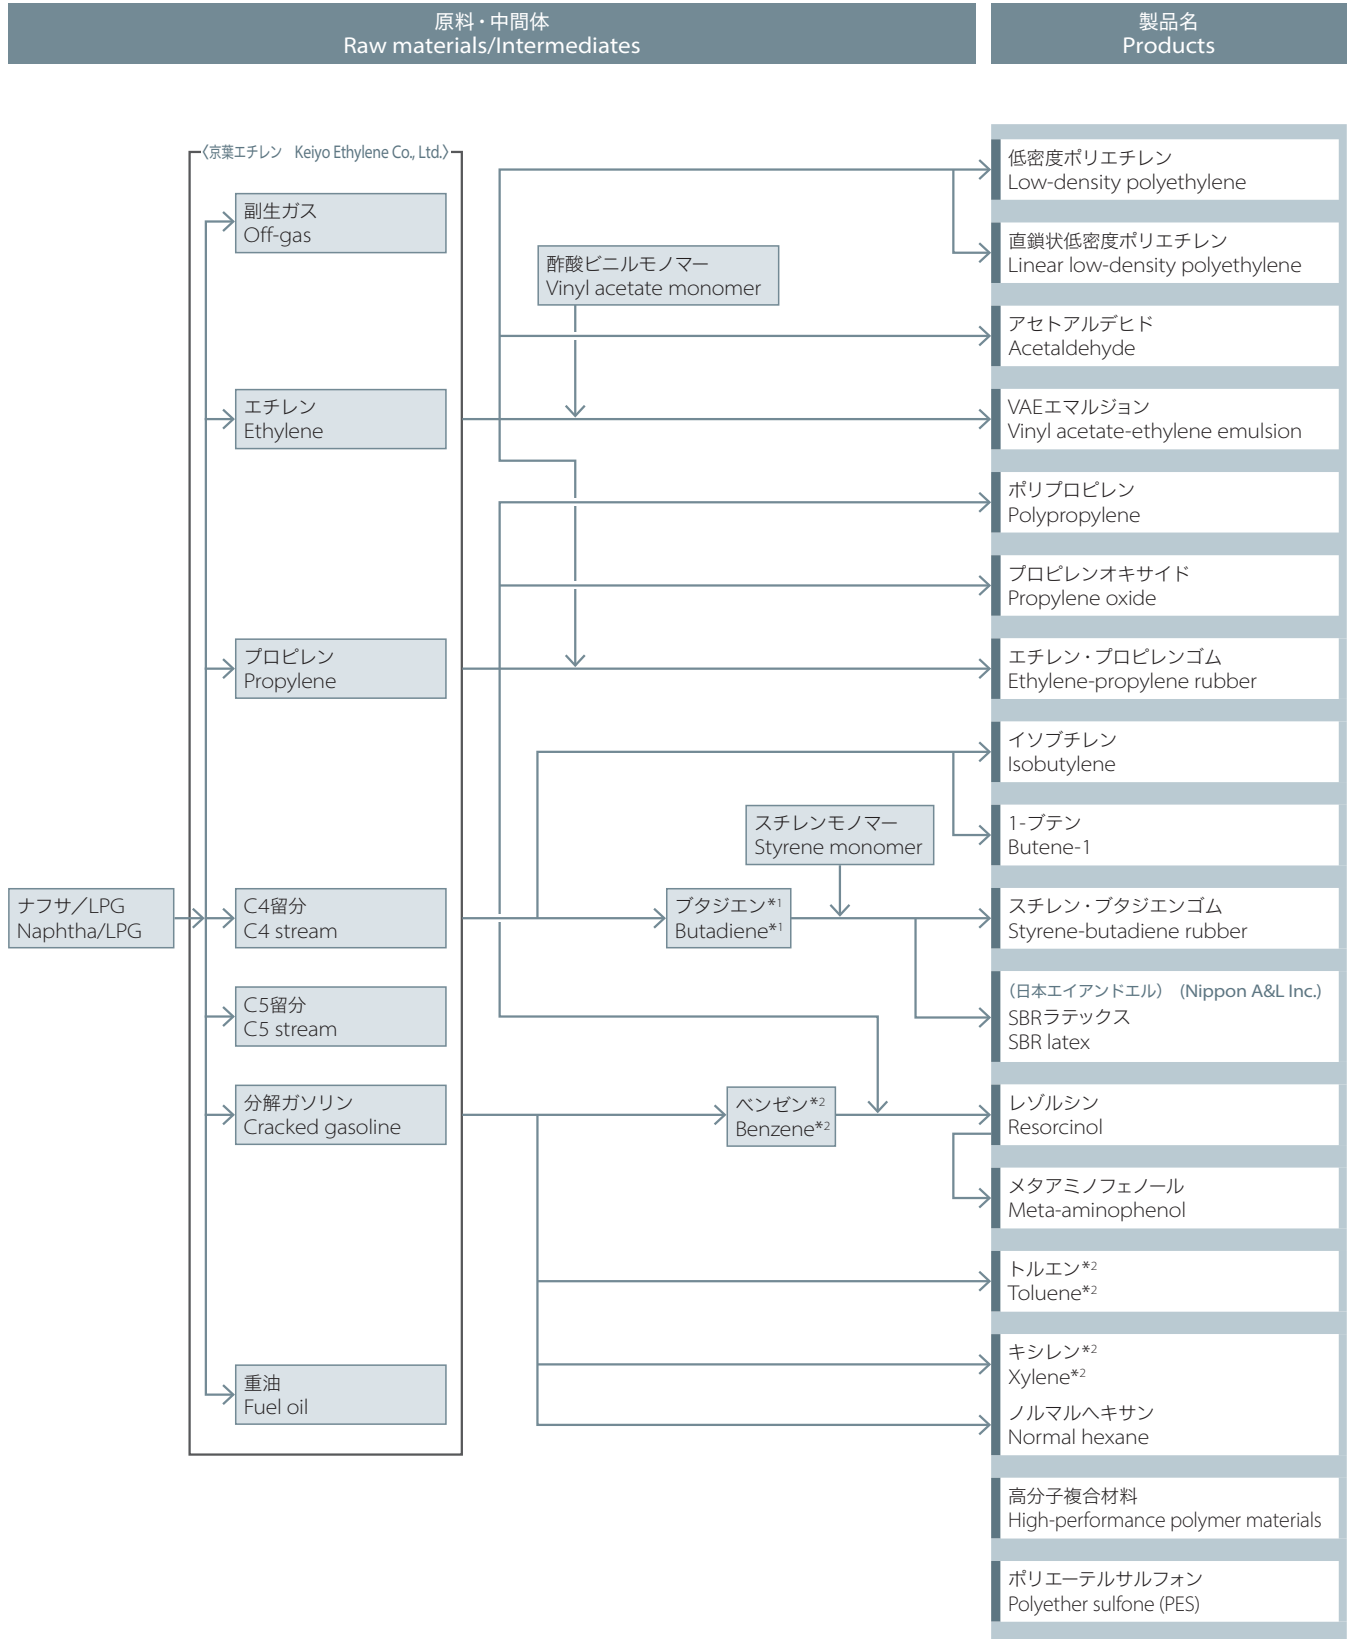 原料・中間体
Raw materials/Intermediates
製品名
Products
〈京葉エチレン Keiyo Ethylene Co., Ltd.〉
副生ガス
Off-gas
エチレン
Ethylene
プロピレン
Propylene
ナフサ／LPG
Naphtha/LPG
C4留分
C4 stream
C5留分
C5 stream
分解ガソリン
Cracked gasoline
重油
Fuel oil
酢酸ビニルモノマー
Vinyl acetate monomer
スチレンモノマー
Styrene monomer
ブタジエン*1
Butadiene*1
ベンゼン*2
Benzene*2
低密度ポリエチレン
Low-density polyethylene
直鎖状低密度ポリエチレン
Linear low-density polyethylene
アセトアルデヒド
Acetaldehyde
VAEエマルジョン
Vinyl acetate-ethylene emulsion
ポリプロピレン
Polypropylene
プロピレンオキサイド
Propylene oxide
エチレン・プロピレンゴム
Ethylene-propylene rubber
イソブチレン
Isobutylene
1-ブテン
Butene-1
スチレン・ブタジエンゴム
Styrene-butadiene rubber
（日本エイアンドエル） (Nippon A&L Inc.)
SBRラテックス
SBR latex
レゾルシン
Resorcinol
メタアミノフェノール
Meta-aminophenol
トルエン*2
Toluene*2
キシレン*2
Xylene*2
ノルマルヘキサン
Normal hexane
高分子複合材料
High-performance polymer materials
ポリエーテルサルフォン
Polyether sulfone (PES)